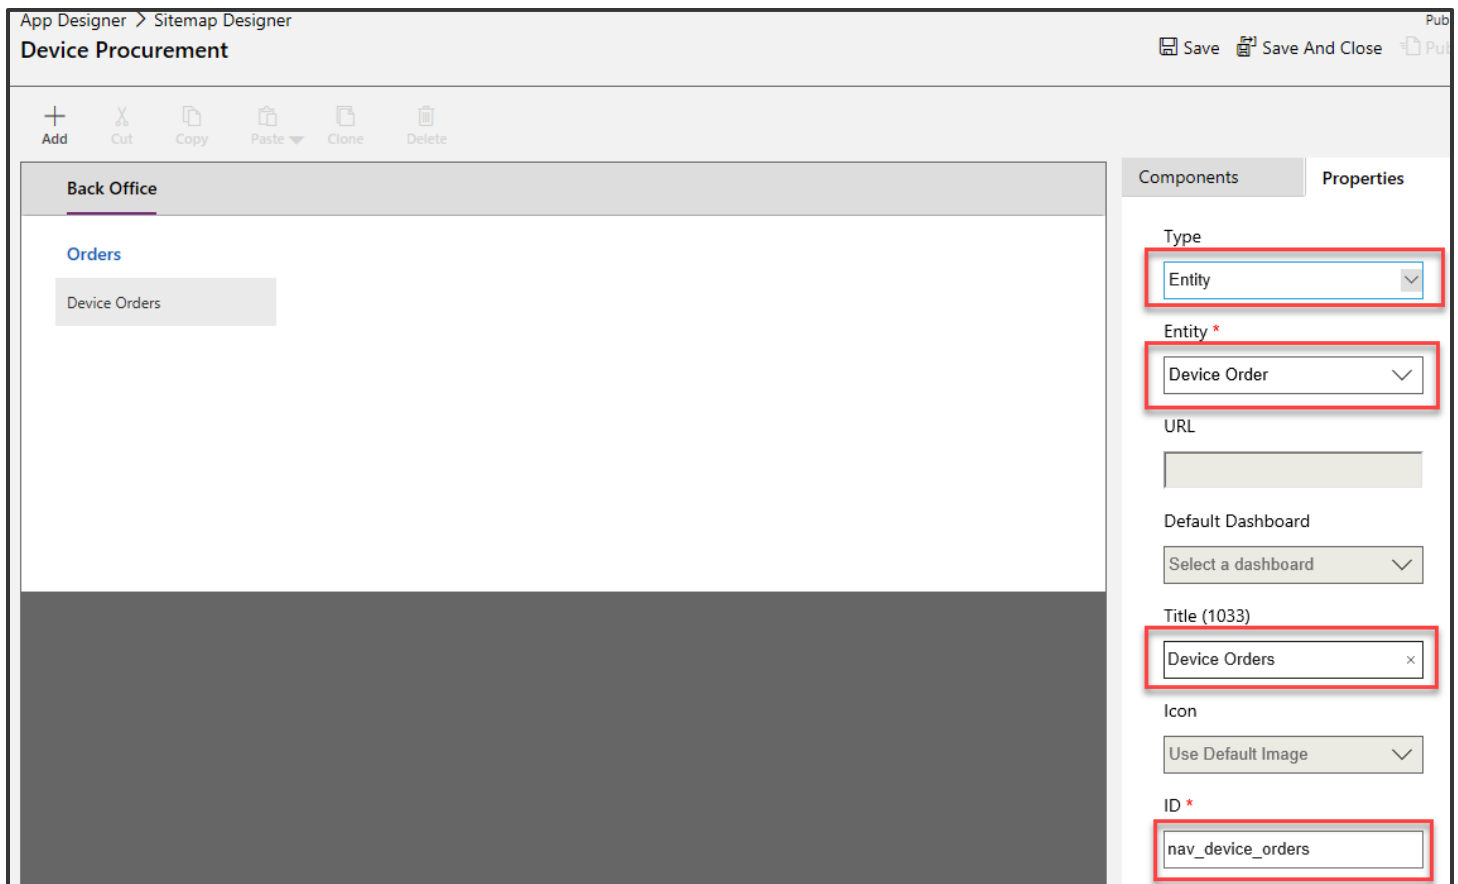 App Designer > Sitemap Designer
Device Procurement
Pub
Save
Save And Close
Pub
Add
Cut
Copy
Paste
Clone
Delete
Back Office
Orders
Device Orders
Components
Properties
Type
Entity
Entity *
Device Order
URL
Default Dashboard
Select a dashboard
Title (1033)
Device Orders
Icon
Use Default Image
ID *
nav_device_orders